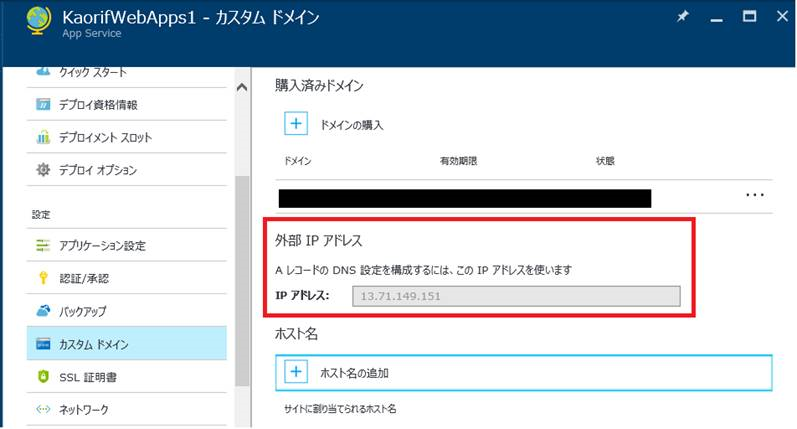 KaorifWebApps1 - カスタム ドメイン
App Service
クイック スタート
デプロイ資格情報
デプロイメント スロット
デプロイ オプション
設定
アプリケーション設定
認証/承認
バックアップ
カスタム ドメイン
SSL 証明書
ネットワーク
購入済みドメイン
ドメインの購入
ドメイン 有効期限 状態
外部 IP アドレス
A レコードの DNS 設定を構成するには、この IP アドレスを使います
IP アドレス: 13.71.149.151
ホスト名
ホスト名の追加
サイトに割り当てられるホスト名